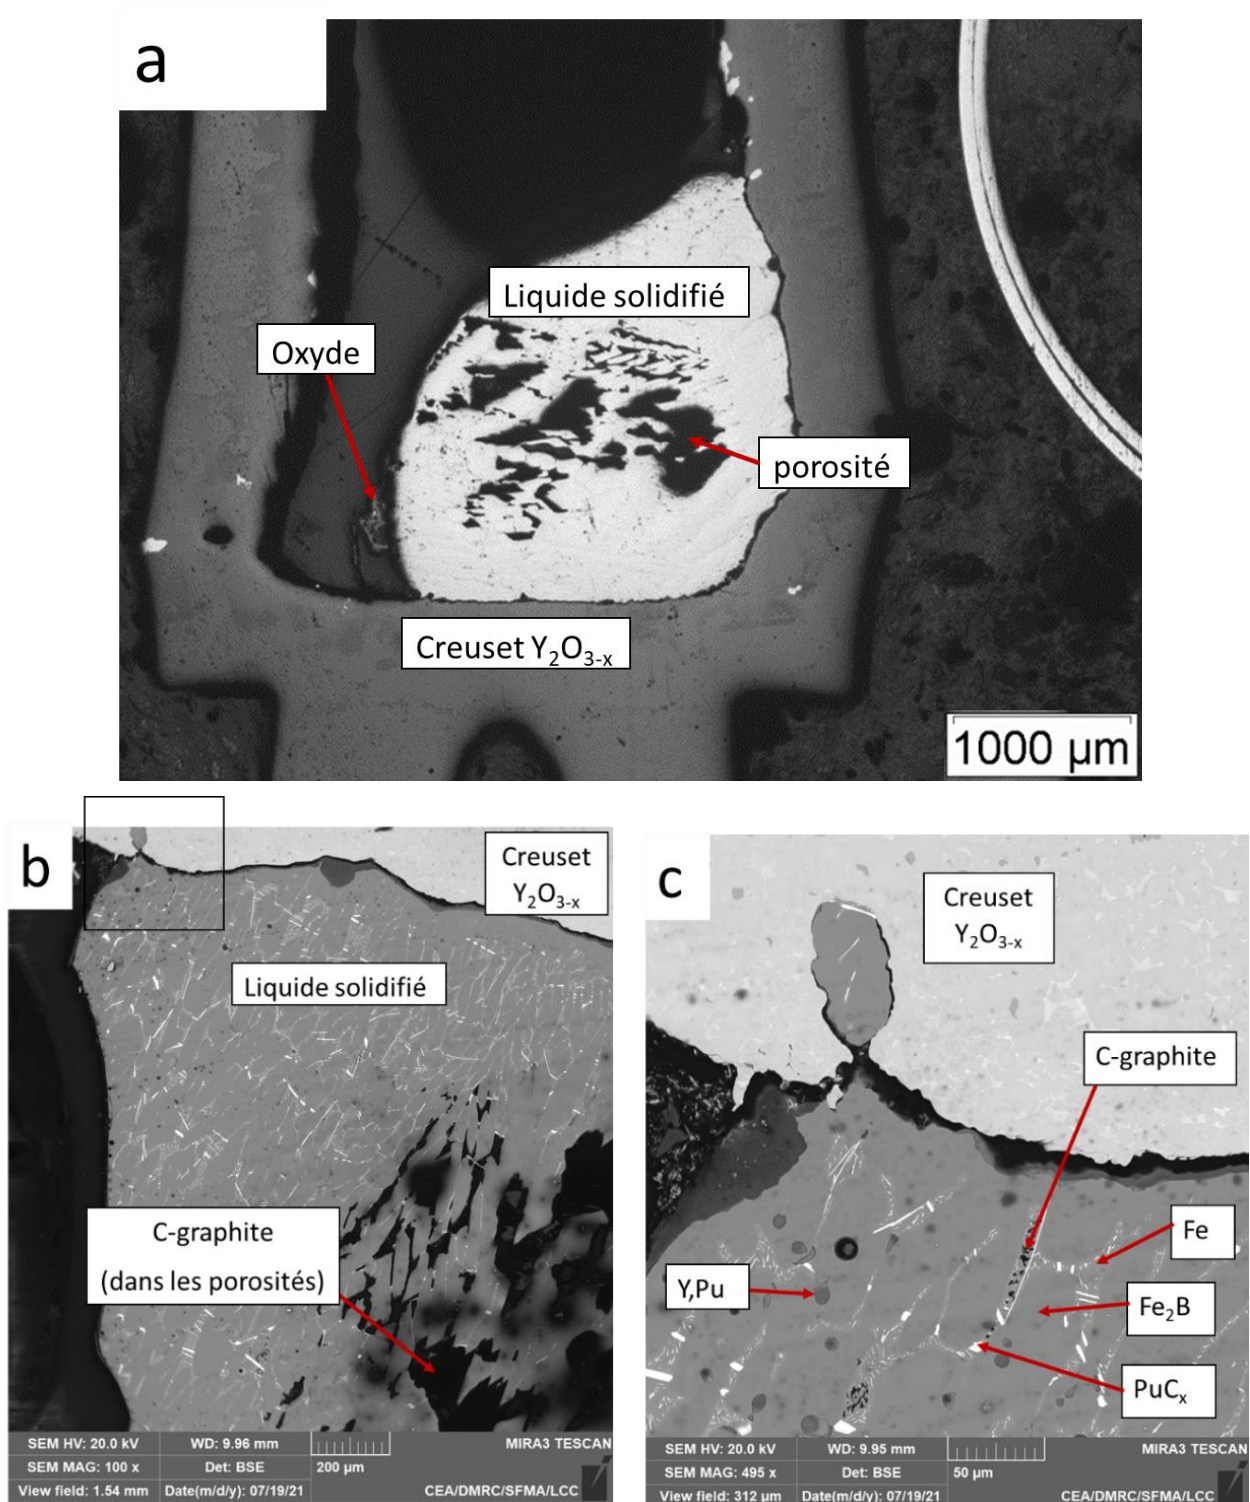 a
Liquide solidifié
Oxyde
porosité
Creuset Y₂O₃₋ₓ
1000 µm
b
Creuset
Y₂O₃₋ₓ
Liquide solidifié
C-graphite
(dans les porosités)
SEM HV: 20.0 kV
WD: 9.96 mm
MIRA3 TESCAN
SEM MAG: 100 x
Det: BSE
200 µm
View field: 1.54 mm
Date(m/d/y): 07/19/21
CEA/DMRC/SFMA/LCC
c
Creuset
Y₂O₃₋ₓ
C-graphite
Fe
Y,Pu
Fe₂B
PuCₓ
SEM HV: 20.0 kV
WD: 9.95 mm
MIRA3 TESCAN
SEM MAG: 495 x
Det: BSE
50 µm
View field: 312 µm
Date(m/d/y): 07/19/21
CEA/DMRC/SFMA/LCC